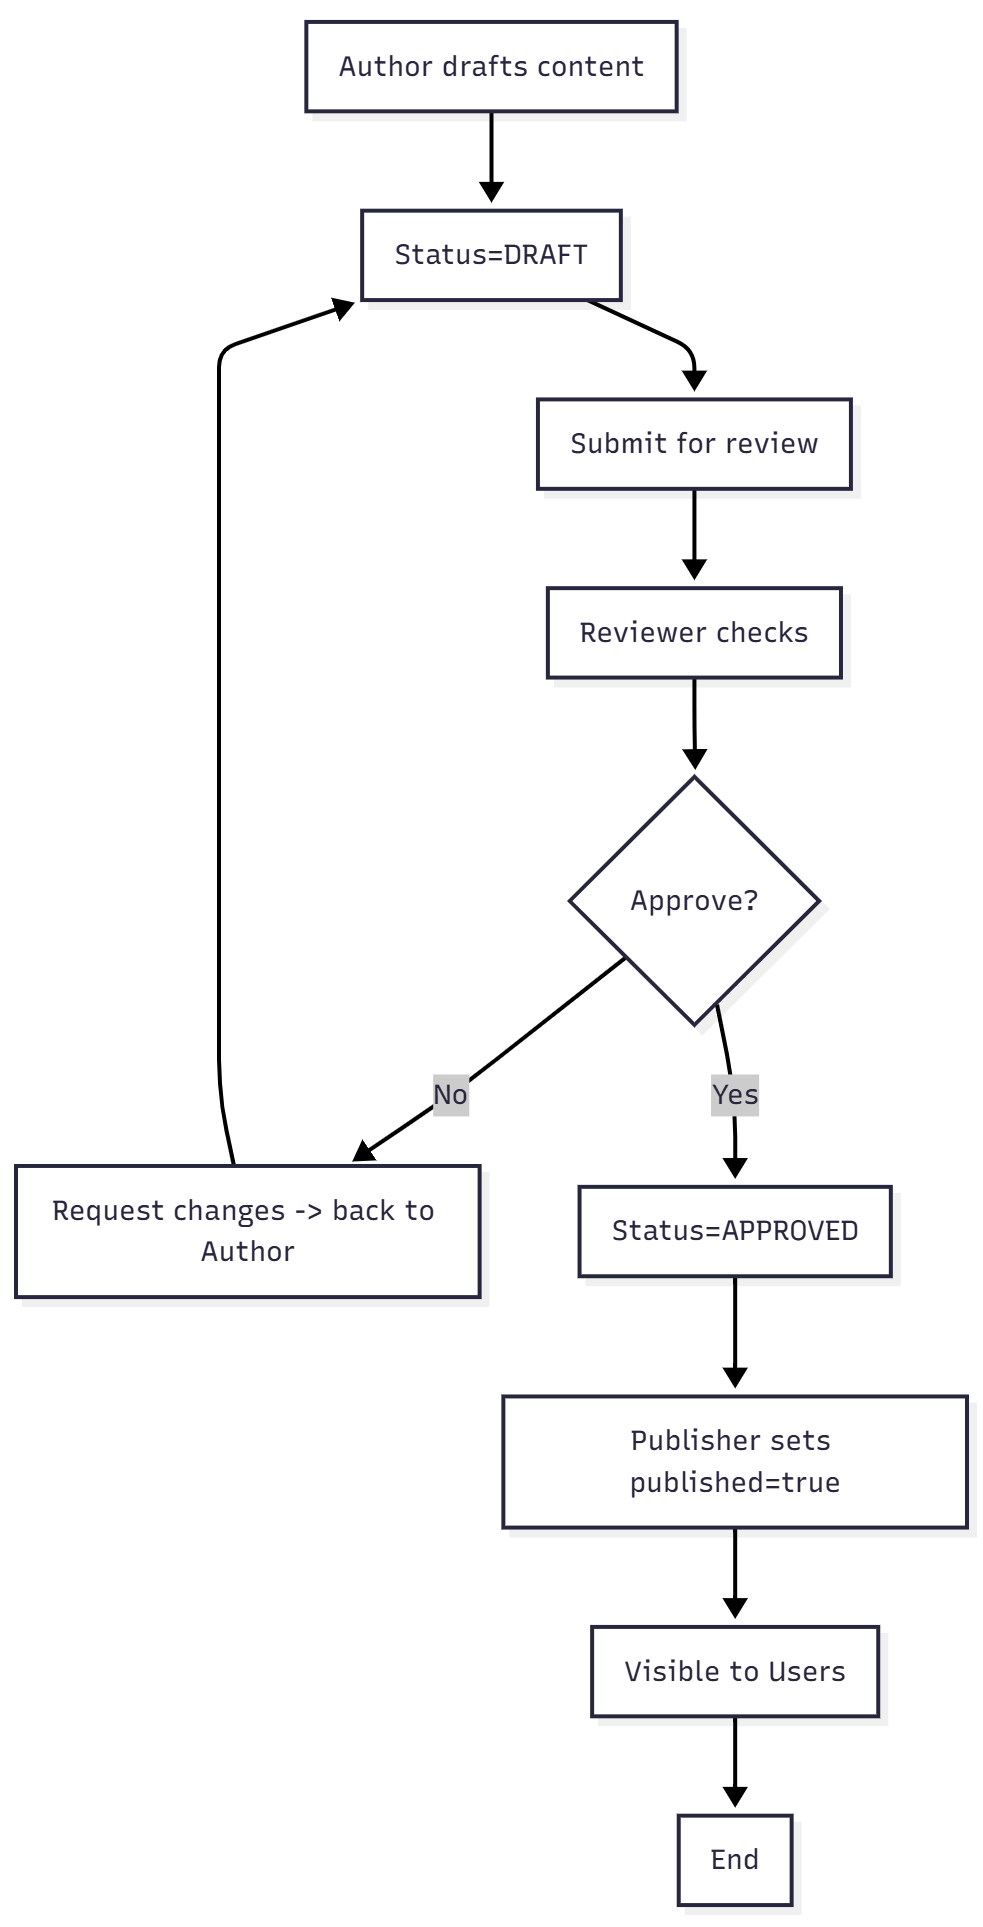 Author drafts content
Status=DRAFT
Submit for review
Reviewer checks
Approve?
No
Yes
Request changes -> back to
Author
Status=APPROVED
Publisher sets
published=true
Visible to Users
End